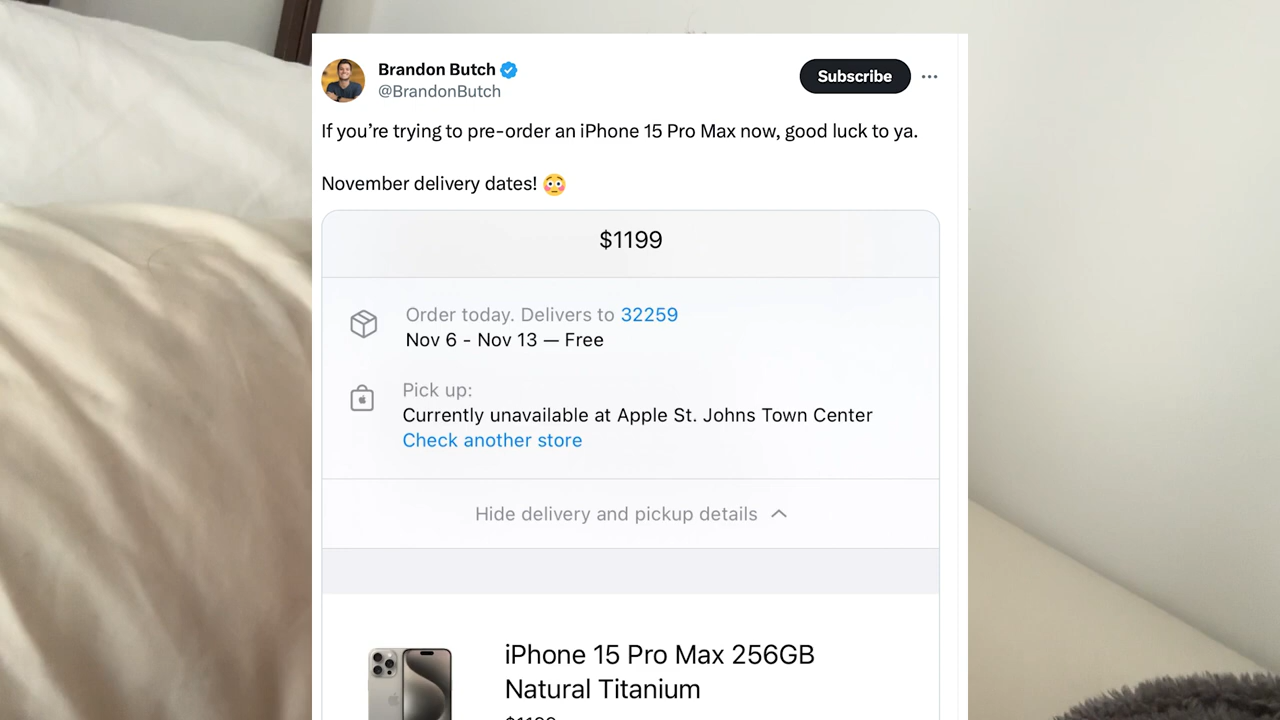 Brandon Butch
@BrandonButch
Subscribe
If you’re trying to pre-order an iPhone 15 Pro Max now, good luck to ya.
November delivery dates! 😳
$1199
Order today. Delivers to 32259
Nov 6 - Nov 13 — Free
Pick up:
Currently unavailable at Apple St. Johns Town Center
Check another store
Hide delivery and pickup details
iPhone 15 Pro Max 256GB
Natural Titanium
$1199